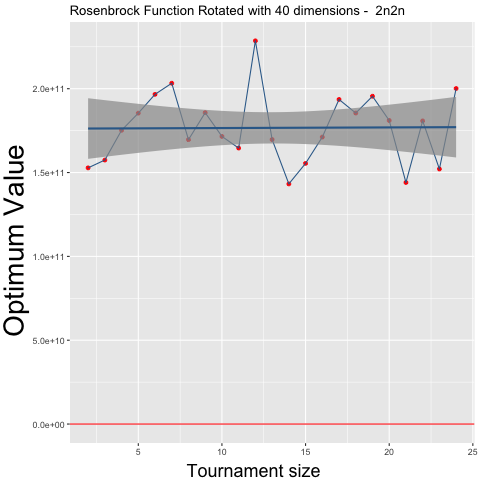 Rosenbrock Function Rotated with 40 dimensions - 2n2n
Optimum Value
2.0e+11
1.5e+11
1.0e+11
5.0e+10
0.0e+00
5
10
15
20
25
Tournament size